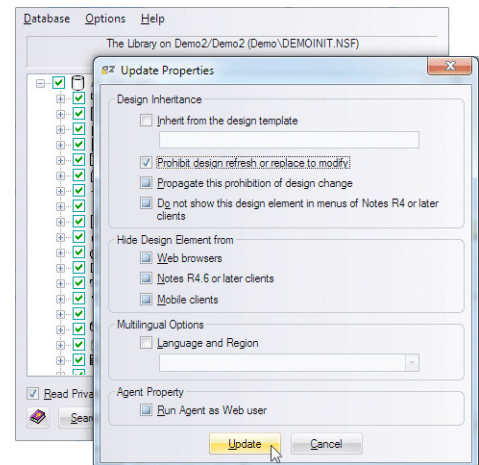 Database Options Help
The Library on Demo2/Demo2 (Demo\DEMOINIT.NSF)
Update Properties
Design Inheritance
Inherit from the design template
Prohibit design refresh or replace to modify
Propagate this prohibition of design change
Do not show this design element in menus of Notes R4 or later
clients
Hide Design Element from
Web browsers
Notes R4.6 or later clients
Mobile clients
Multilingual Options
Language and Region
Read Priva
Agent Property
Run Agent as Web user
Sear
Update Cancel